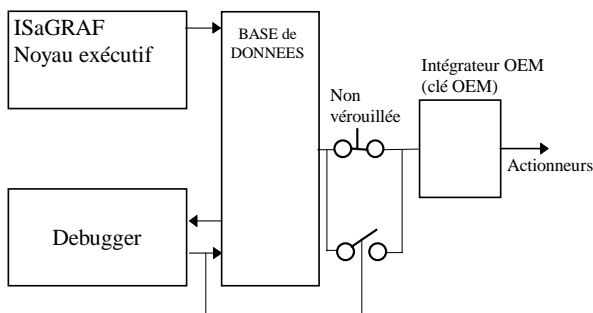 ISaGRAF
Noyau exécutif
BASE de
DONNEES
Intégrateur OEM
(clé OEM)
Non
vérouillée
Actionneurs
Debugger